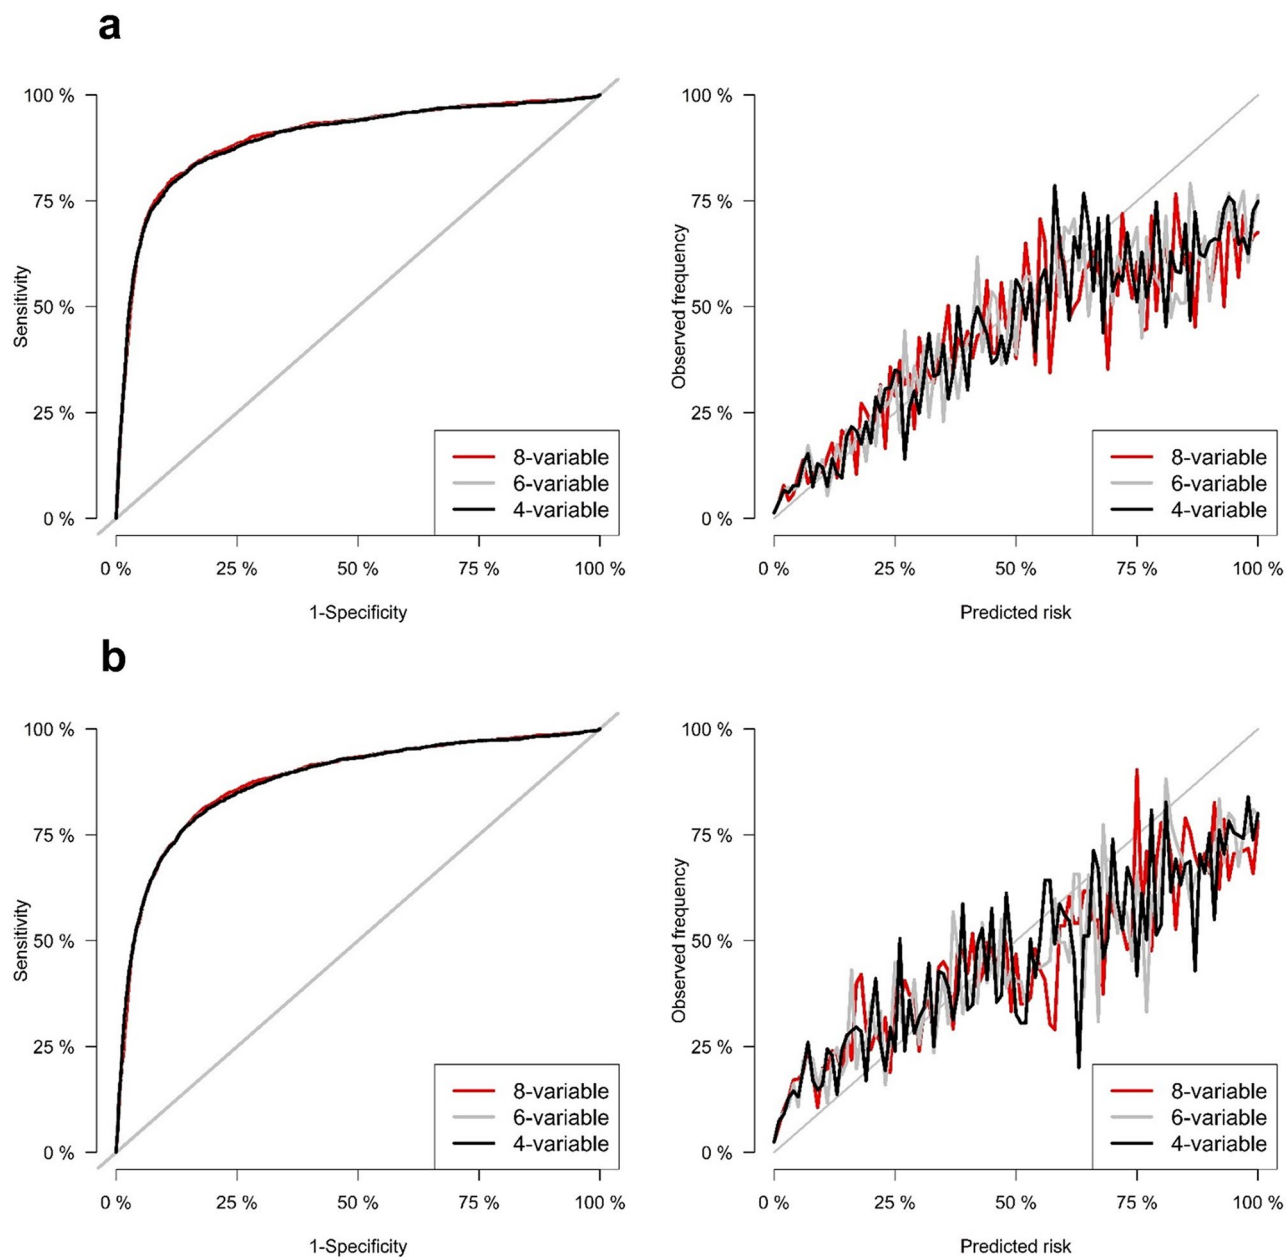 a
100 %
75 %
50 %
25 %
0 %
Sensitivity
8-variable
6-variable
4-variable
0 % 25 % 50 % 75 % 100 %
1-Specificity
100 %
75 %
50 %
25 %
0 %
Observed frequency
8-variable
6-variable
4-variable
0 % 25 % 50 % 75 % 100 %
Predicted risk
b
100 %
75 %
50 %
25 %
0 %
Sensitivity
8-variable
6-variable
4-variable
0 % 25 % 50 % 75 % 100 %
1-Specificity
100 %
75 %
50 %
25 %
0 %
Observed frequency
8-variable
6-variable
4-variable
0 % 25 % 50 % 75 % 100 %
Predicted risk